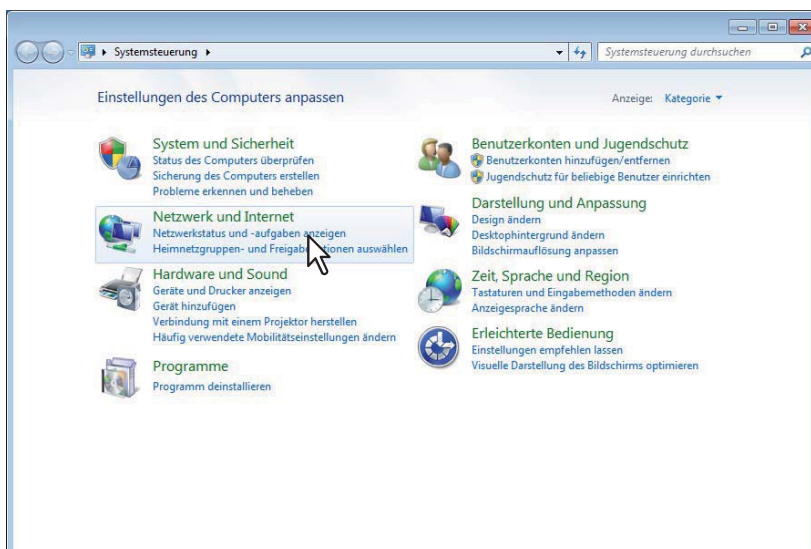 Systemsteuerung
Systemsteuerung durchsuchen
Einstellungen des Computers anpassen
Anzeige: Kategorie
System und Sicherheit
Status des Computers überprüfen
Sicherung des Computers erstellen
Probleme erkennen und beheben
Netzwerk und Internet
Netzwerkstatus und -aufgaben anzeigen
Heimnetzgruppen- und Freigabeoptionen auswählen
Hardware und Sound
Geräte und Drucker anzeigen
Gerät hinzufügen
Verbindung mit einem Projektor herstellen
Häufig verwendete Mobilitätseinstellungen ändern
Programme
Programm deinstallieren
Benutzerkonten und Jugendschutz
Benutzerkonten hinzufügen/entfernen
Jugendschutz für beliebige Benutzer einrichten
Darstellung und Anpassung
Design ändern
Desktophintergrund ändern
Bildschirmauflösung anpassen
Zeit, Sprache und Region
Tastaturen und Eingabemethoden ändern
Anzeigesprache ändern
Erleichterte Bedienung
Einstellungen empfehlen lassen
Visuelle Darstellung des Bildschirms optimieren